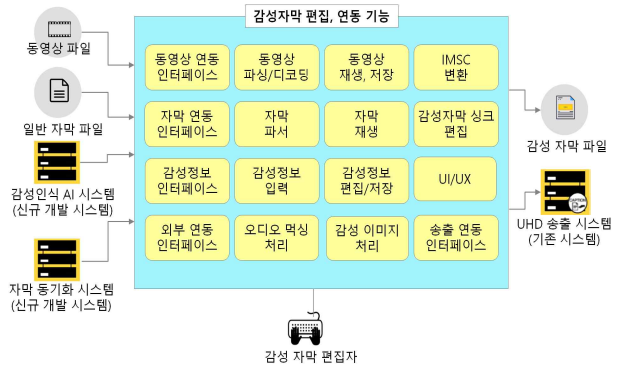 감성자막 편집, 연동 기능
동영상 파일
일반 자막 파일
감성인식 AI 시스템
(신규 개발 시스템)
자막 동기화 시스템
(신규 개발 시스템)
동영상 연동
인터페이스
동영상
파싱/디코딩
동영상
재생, 저장
IMSC
변환
자막 연동
인터페이스
자막
파서
자막
재생
감성자막 싱크
편집
감성정보
인터페이스
감성정보
입력
감성정보
편집/저장
UI/UX
외부 연동
인터페이스
오디오 먹싱
처리
감성 이미지
처리
송출 연동
인터페이스
감성 자막 파일
CAPTION
UHD 송출 시스템
(기존 시스템)
감성 자막 편집자